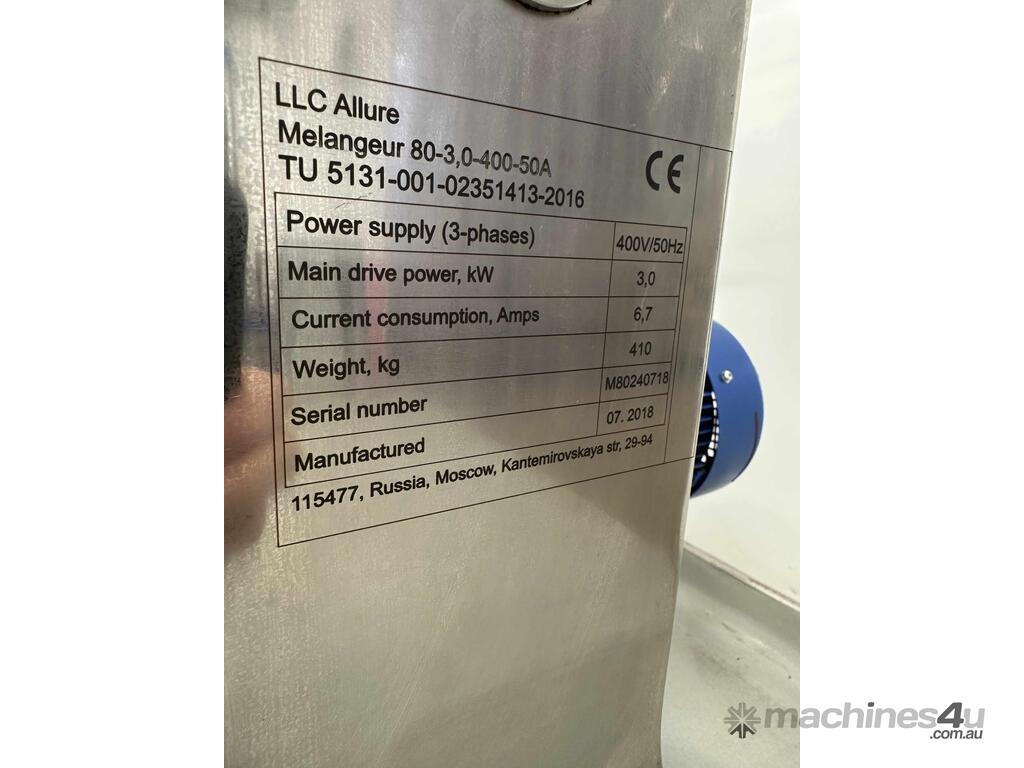 LLC Allure
Melangeur 80-3,0-400-50A
TU 5131-001-02351413-2016
CE
Power supply (3-phases) 400V/50Hz
Main drive power, kW 3,0
Current consumption, Amps 6,7
Weight, kg 410
Serial number M80240718
Manufactured 07. 2018
115477, Russia, Moscow, Kantemirovskaya str, 29-94
machines4u
.com.au